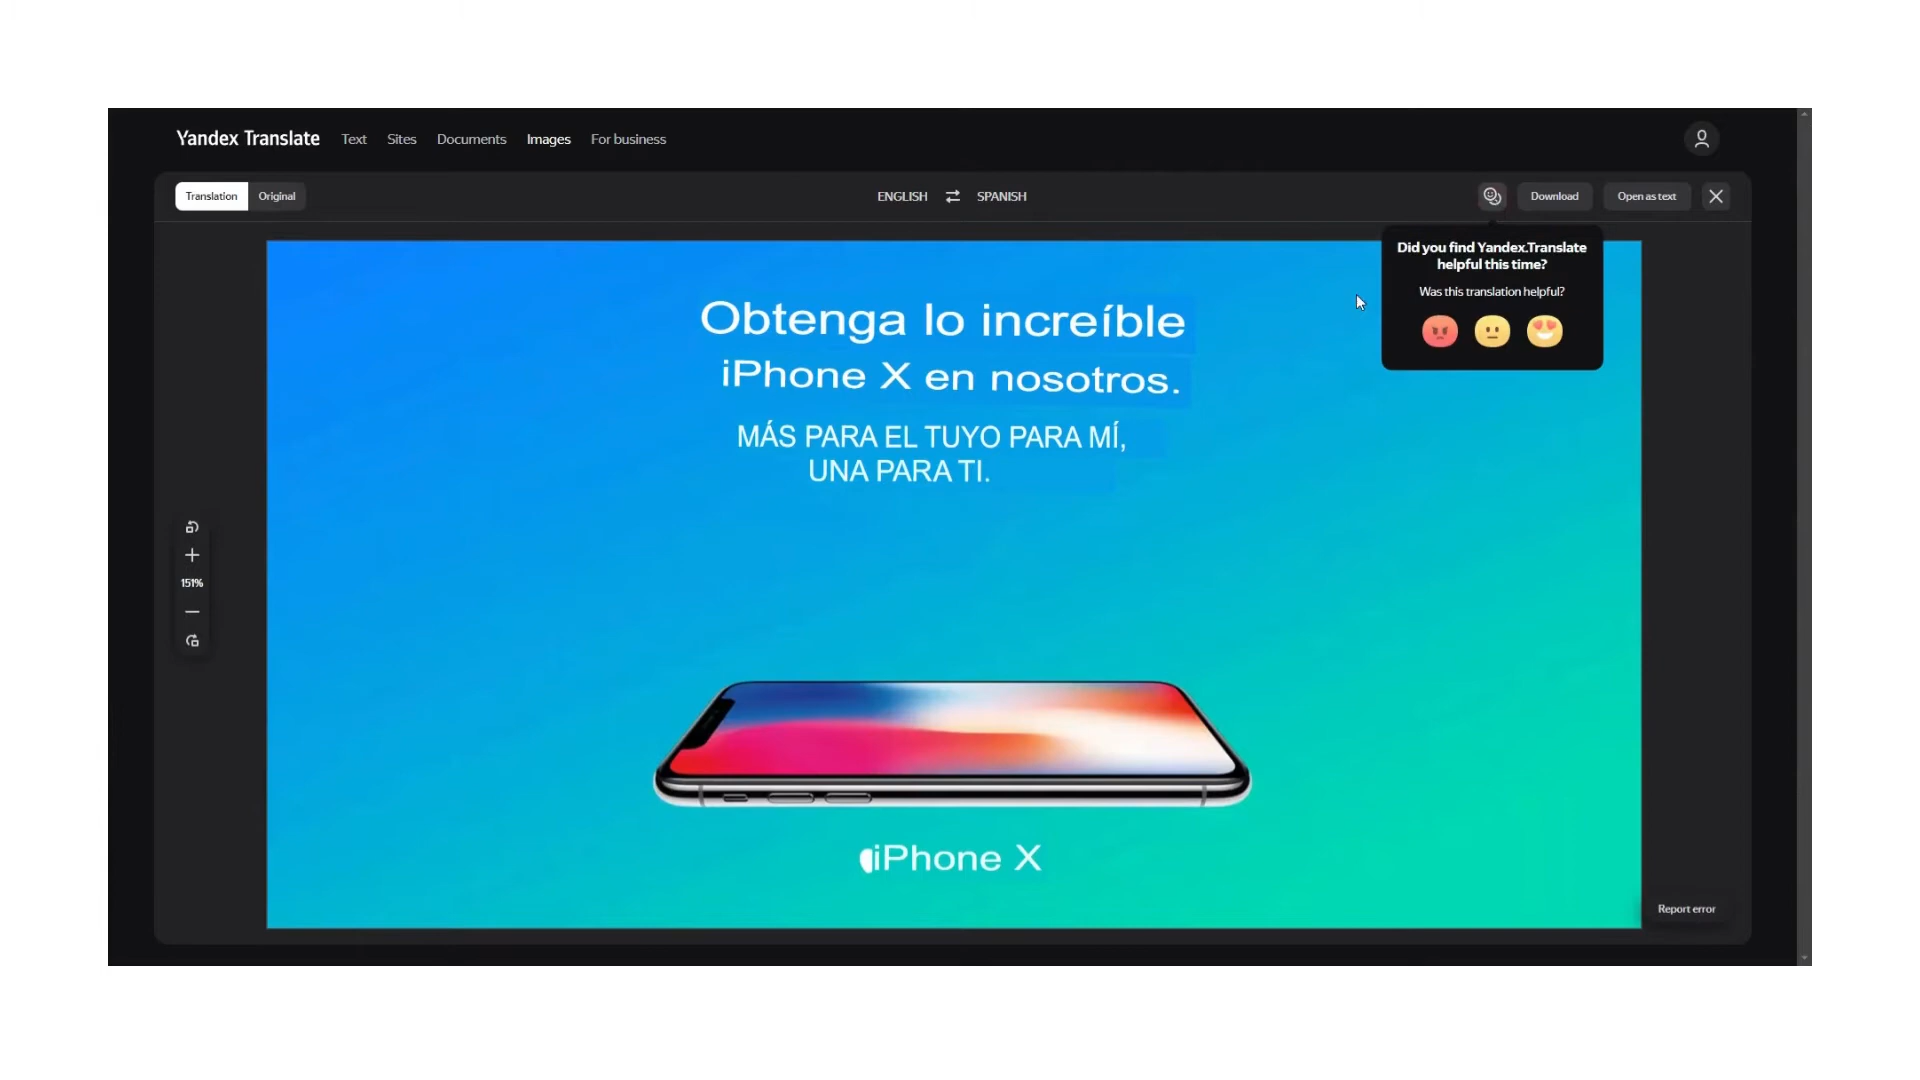 Yandex Translate Text Sites Documents Images For business
Translation Original ENGLISH SPANISH Download Open as text
Did you find Yandex.Translate
helpful this time?
Was this translation helpful?
Obtenga lo increíble
iPhone X en nosotros.
MÁS PARA EL TUYO PARA MÍ,
UNA PARA TI.
151%
iPhone X
Report error